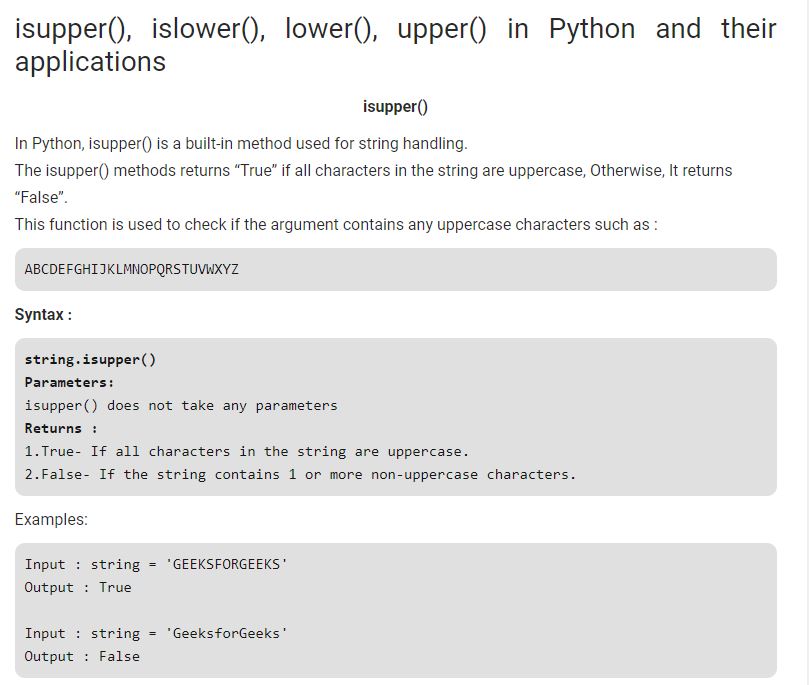 isupper(), islower(), lower(), upper() in Python and their
applications
isupper()
In Python, isupper() is a built-in method used for string handling.
The isupper() methods returns “True” if all characters in the string are uppercase, Otherwise, It returns
“False”.
This function is used to check if the argument contains any uppercase characters such as :
ABCDEFGHIJKLMNOPQRSTUVWXYZ
Syntax :
string.isupper()
Parameters:
isupper() does not take any parameters
Returns :
1.True- If all characters in the string are uppercase.
2.False- If the string contains 1 or more non-uppercase characters.
Examples:
Input : string = 'GEEKSFORGEEKS'
Output : True
Input : string = 'GeeksforGeeks'
Output : False